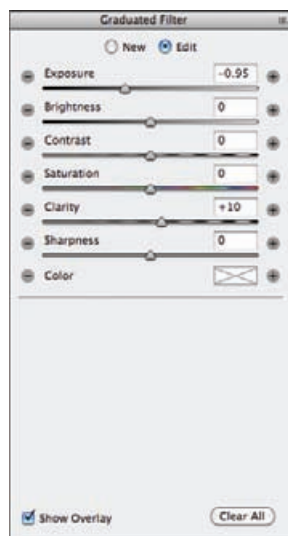 Graduated Filter
New Edit
Exposure -0.95
Brightness 0
Contrast 0
Saturation 0
Clarity +10
Sharpness 0
Color
Show Overlay Clear All